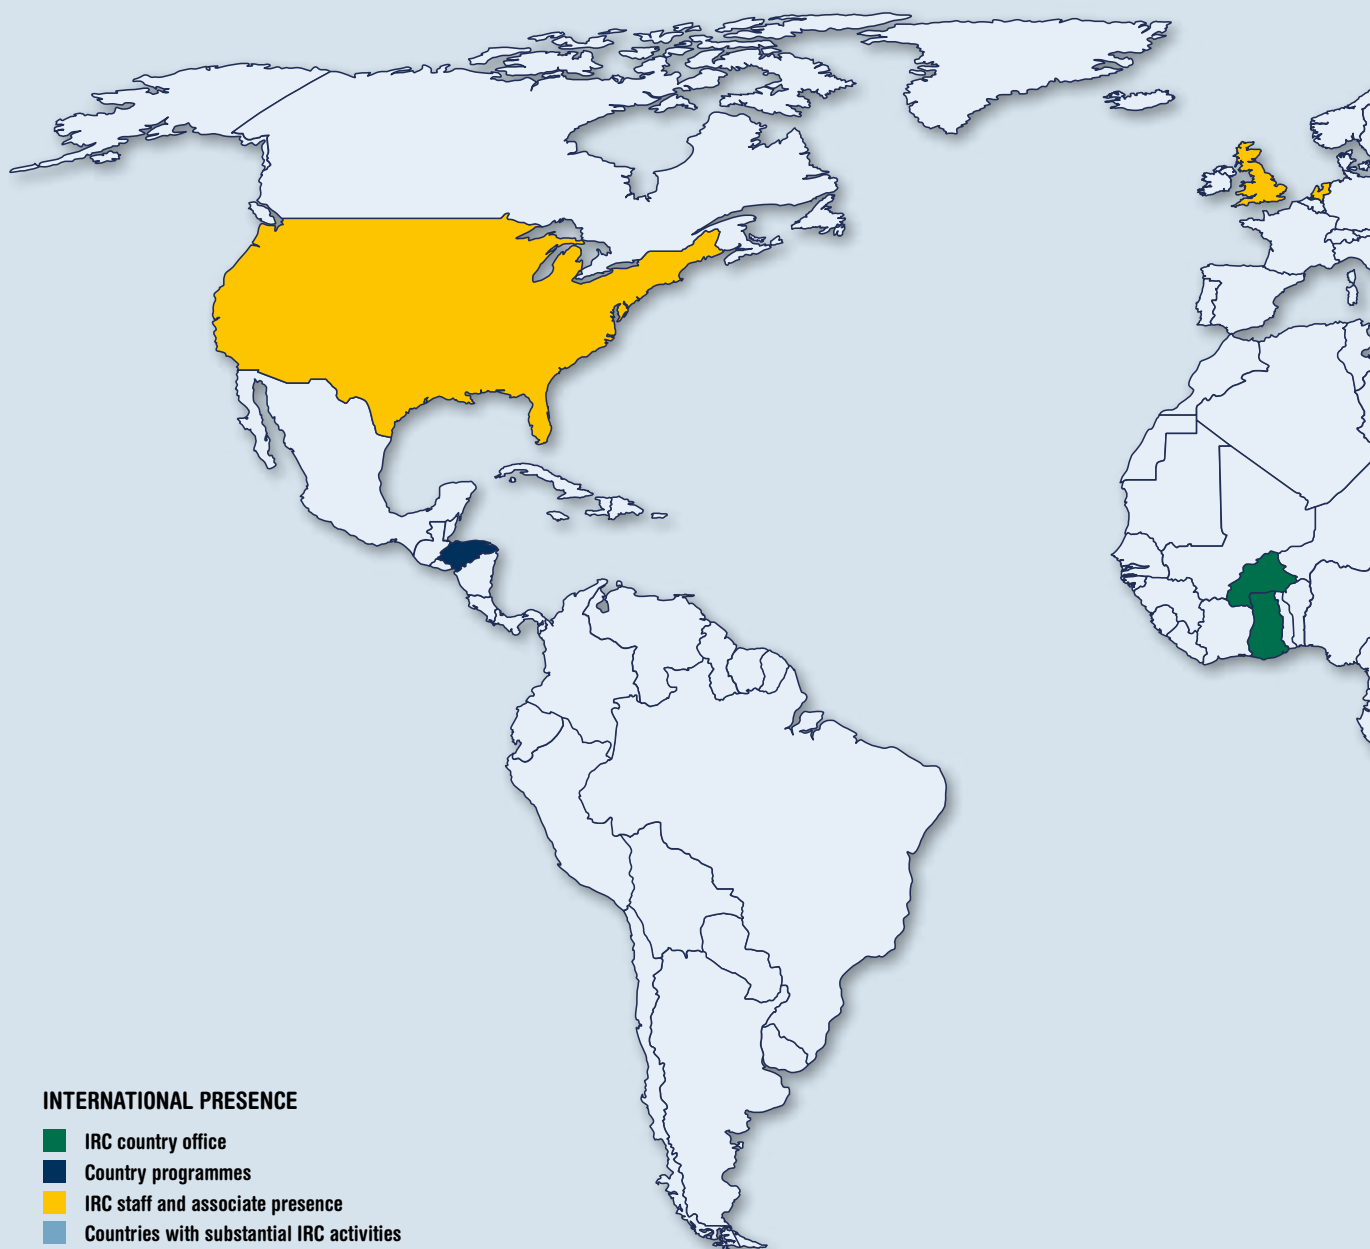 INTERNATIONAL PRESENCE
IRC country office
Country programmes
IRC staff and associate presence
Countries with substantial IRC activities